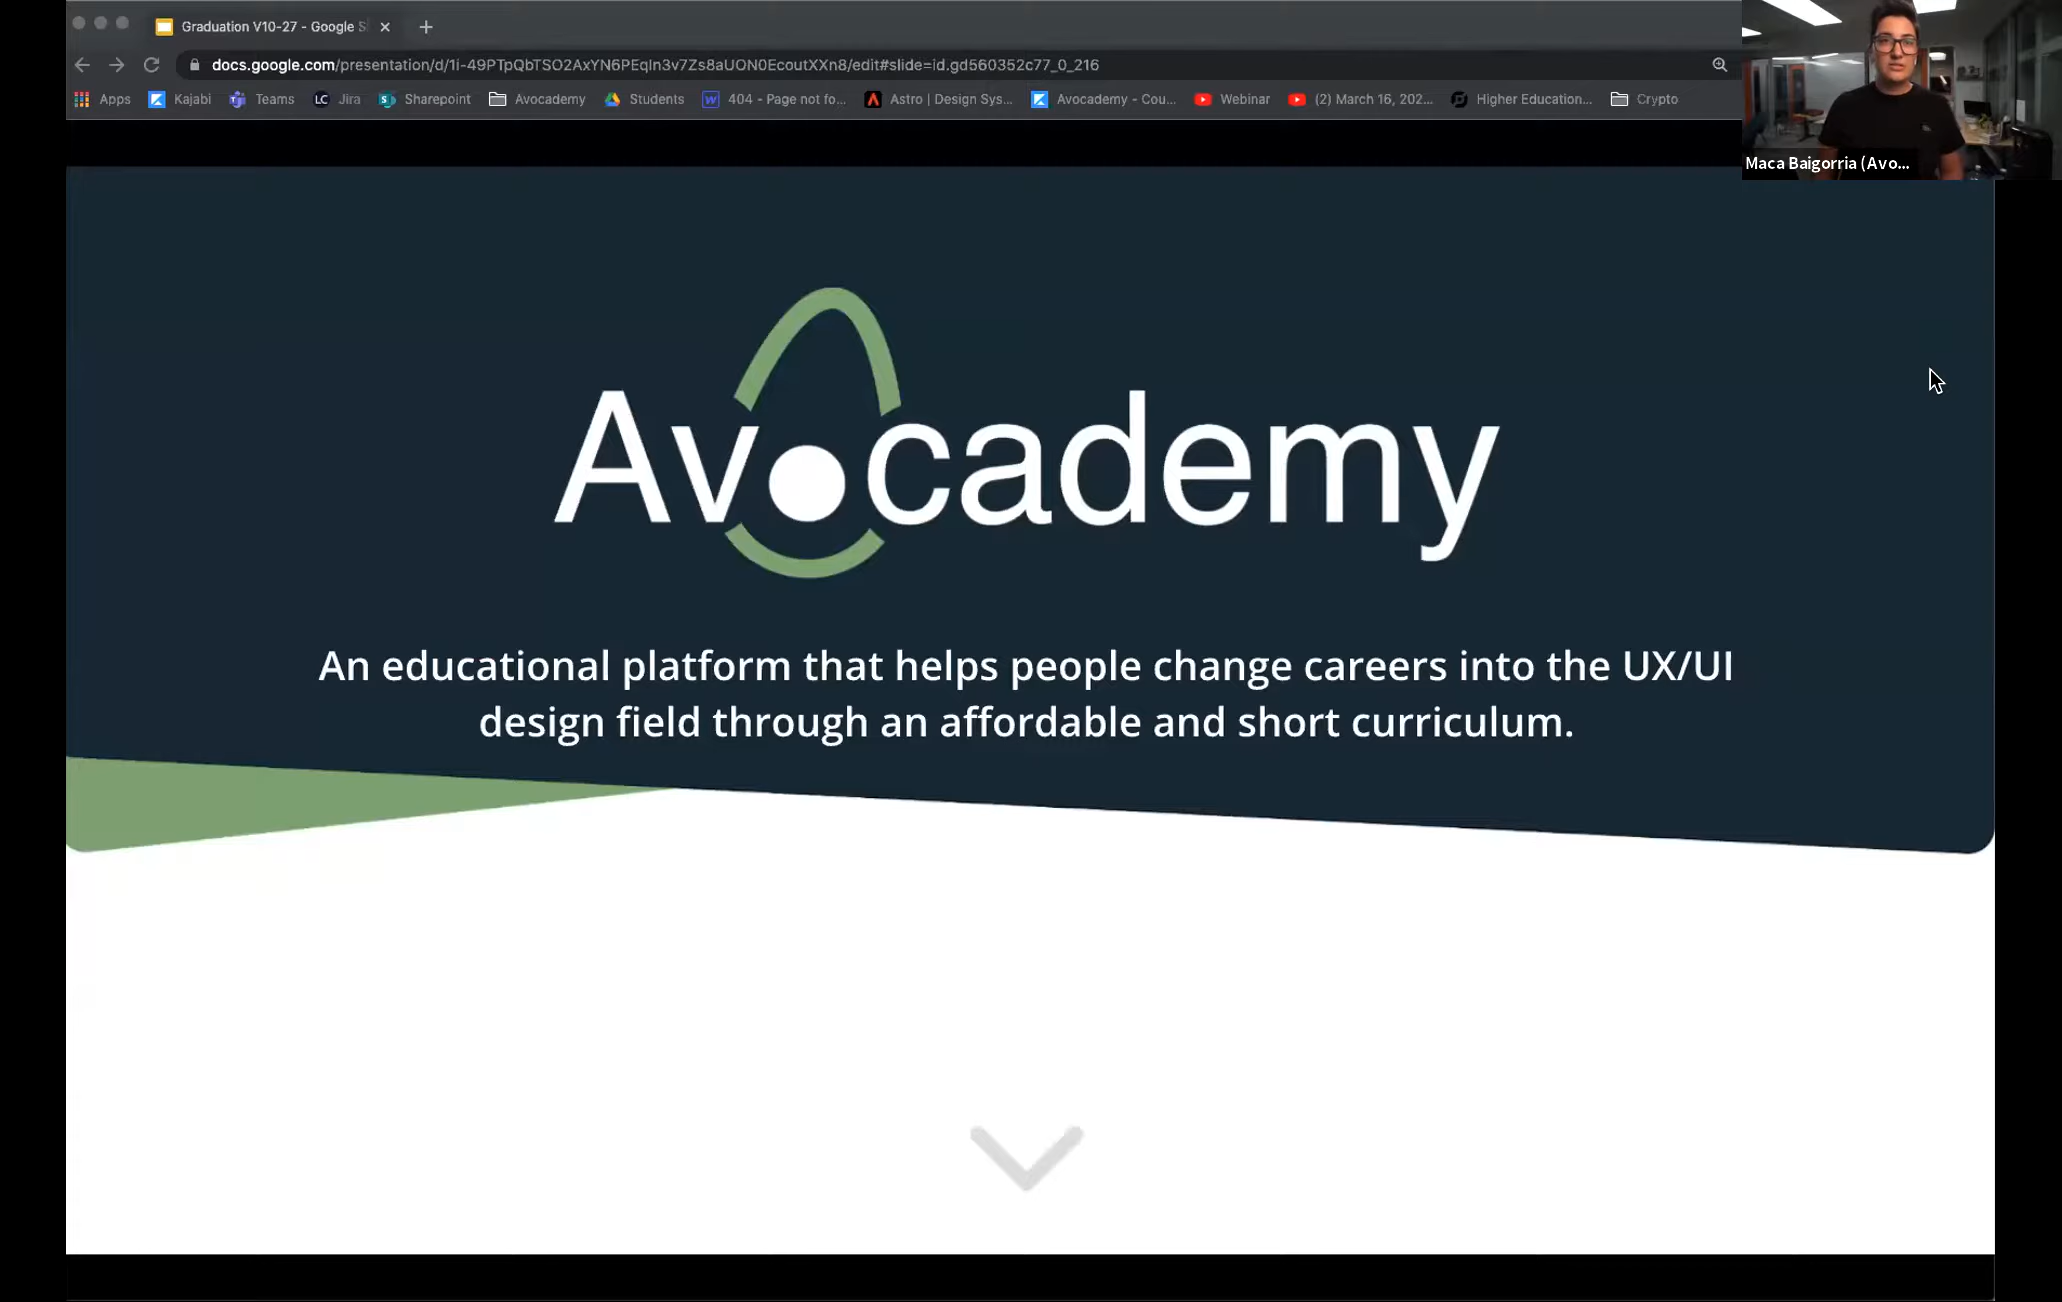 Graduation V10-27 - Google S
docs.google.com/presentation/d/1i-49PTpQbTSO2AxYN6PEqln3v7Zs8aUON0EcoutXXn8/edit#slide=id.gd560352c77_0_216
Apps Kajabi Teams LC Jira Sharepoint Avocademy Students 404 - Page not fo... Astro | Design Sys... Avocademy - Cou... Webinar (2) March 16, 202... Higher Education... Crypto
Maca Baigorria (Avo...
Avocademy
An educational platform that helps people change careers into the UX/UI
design field through an affordable and short curriculum.